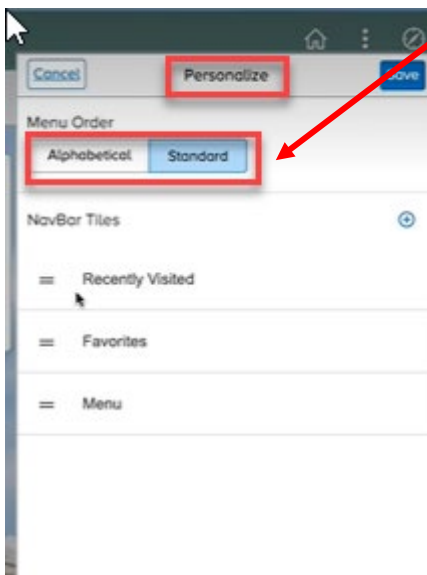 Cancel Personalize Save
Menu Order
Alphabetical Standard
NavBar Tiles
Recently Visited
Favorites
Menu